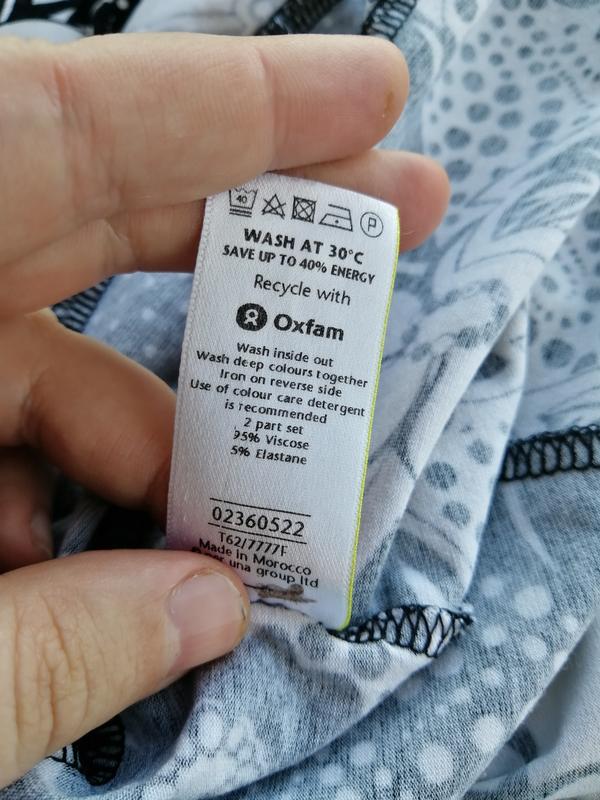 40 P
WASH AT 30°C
SAVE UP TO 40% ENERGY
Recycle with
Oxfam
Wash inside out
Wash deep colours together
Iron on reverse side
Use of colour care detergent
is recommended
2 part set
95% Viscose
5% Elastane
02360522
T62/7777F
Made in Morocco
per una group ltd